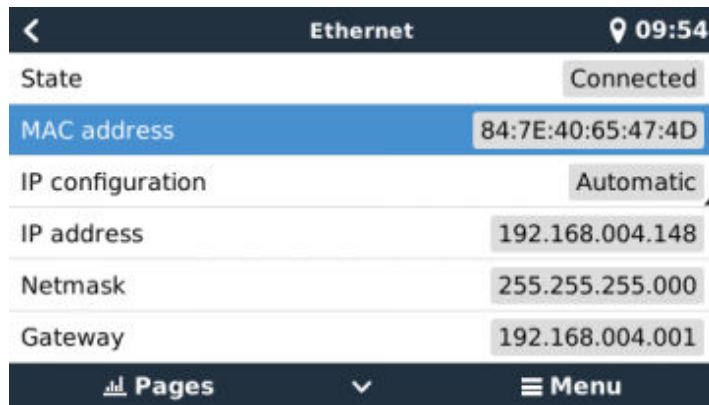 Ethernet 09:54
State Connected
MAC address 84:7E:40:65:47:4D
IP configuration Automatic
IP address 192.168.004.148
Netmask 255.255.255.000
Gateway 192.168.004.001
Pages Menu